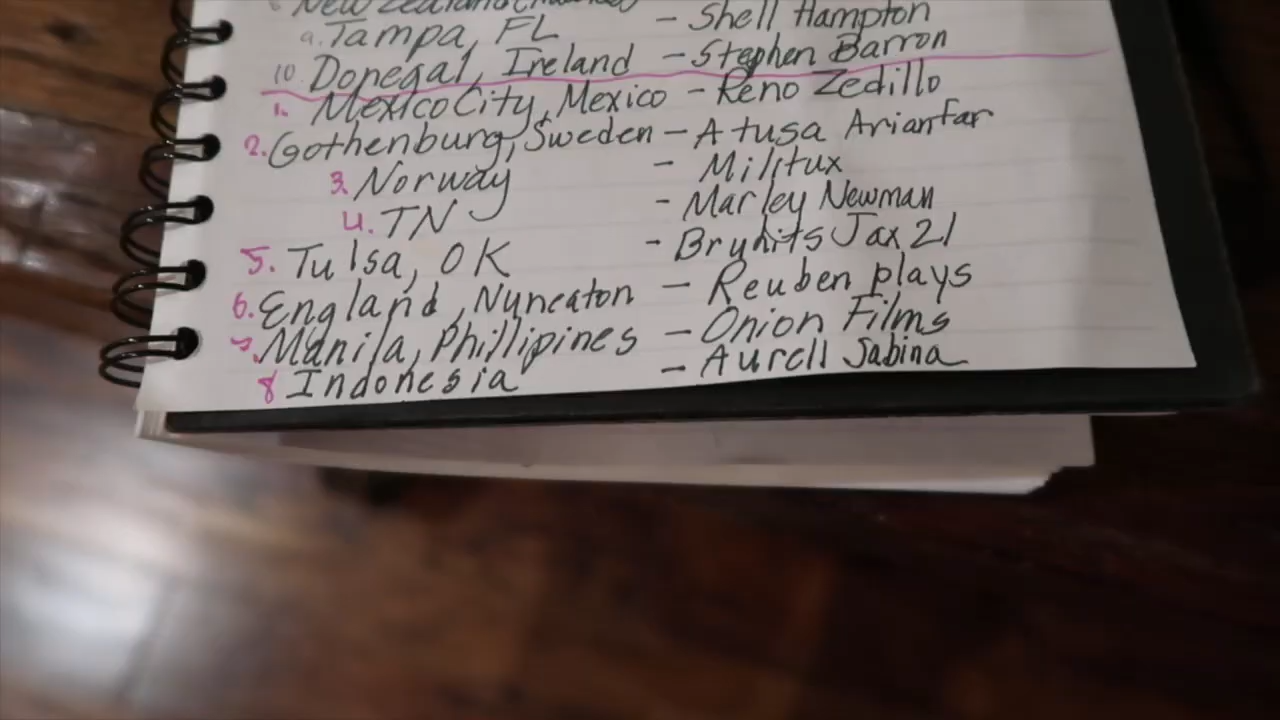 New Zealand
9. Tampa, FL - Shell Hampton
10. Donegal, Ireland - Stephen Barron
1. Mexico City, Mexico - Reno Zedillo
2. Gothenburg, Sweden - Atusa Arianfar
3. Norway - Militux
4. TN - Marley Newman
5. Tulsa, OK - Bryhits Jax 21
6. England, Nuneaton - Reuben plays
7. Manila, Phillipines - Onion Films
8 Indonesia - Aurell Sabina